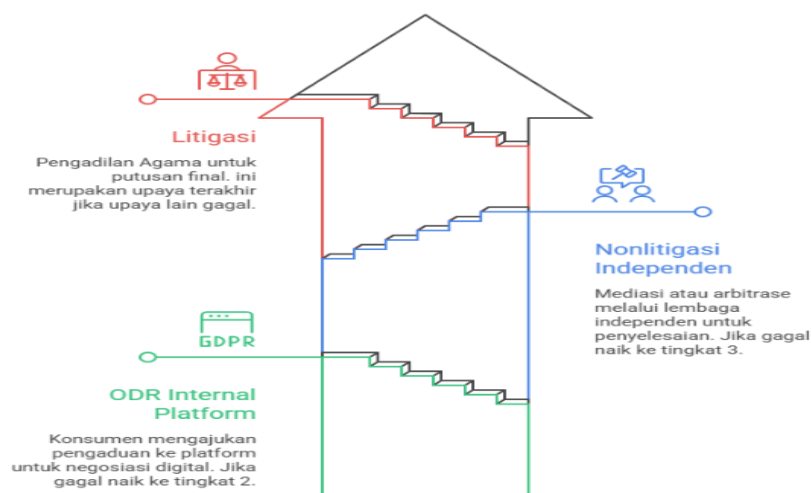 Litigasi
Pengadilan Agama untuk
putusan final. ini
merupakan upaya terakhir
jika upaya lain gagal.
Nonlitigasi
Independen
Mediasi atau arbitrase
melalui lembaga
independen untuk
penyelesaian. Jika gagal
naik ke tingkat 3.
GDPR
ODR Internal
Platform
Konsumen mengajukan
pengaduan ke platform
untuk negosiasi digital. Jika
gagal naik ke tingkat 2.